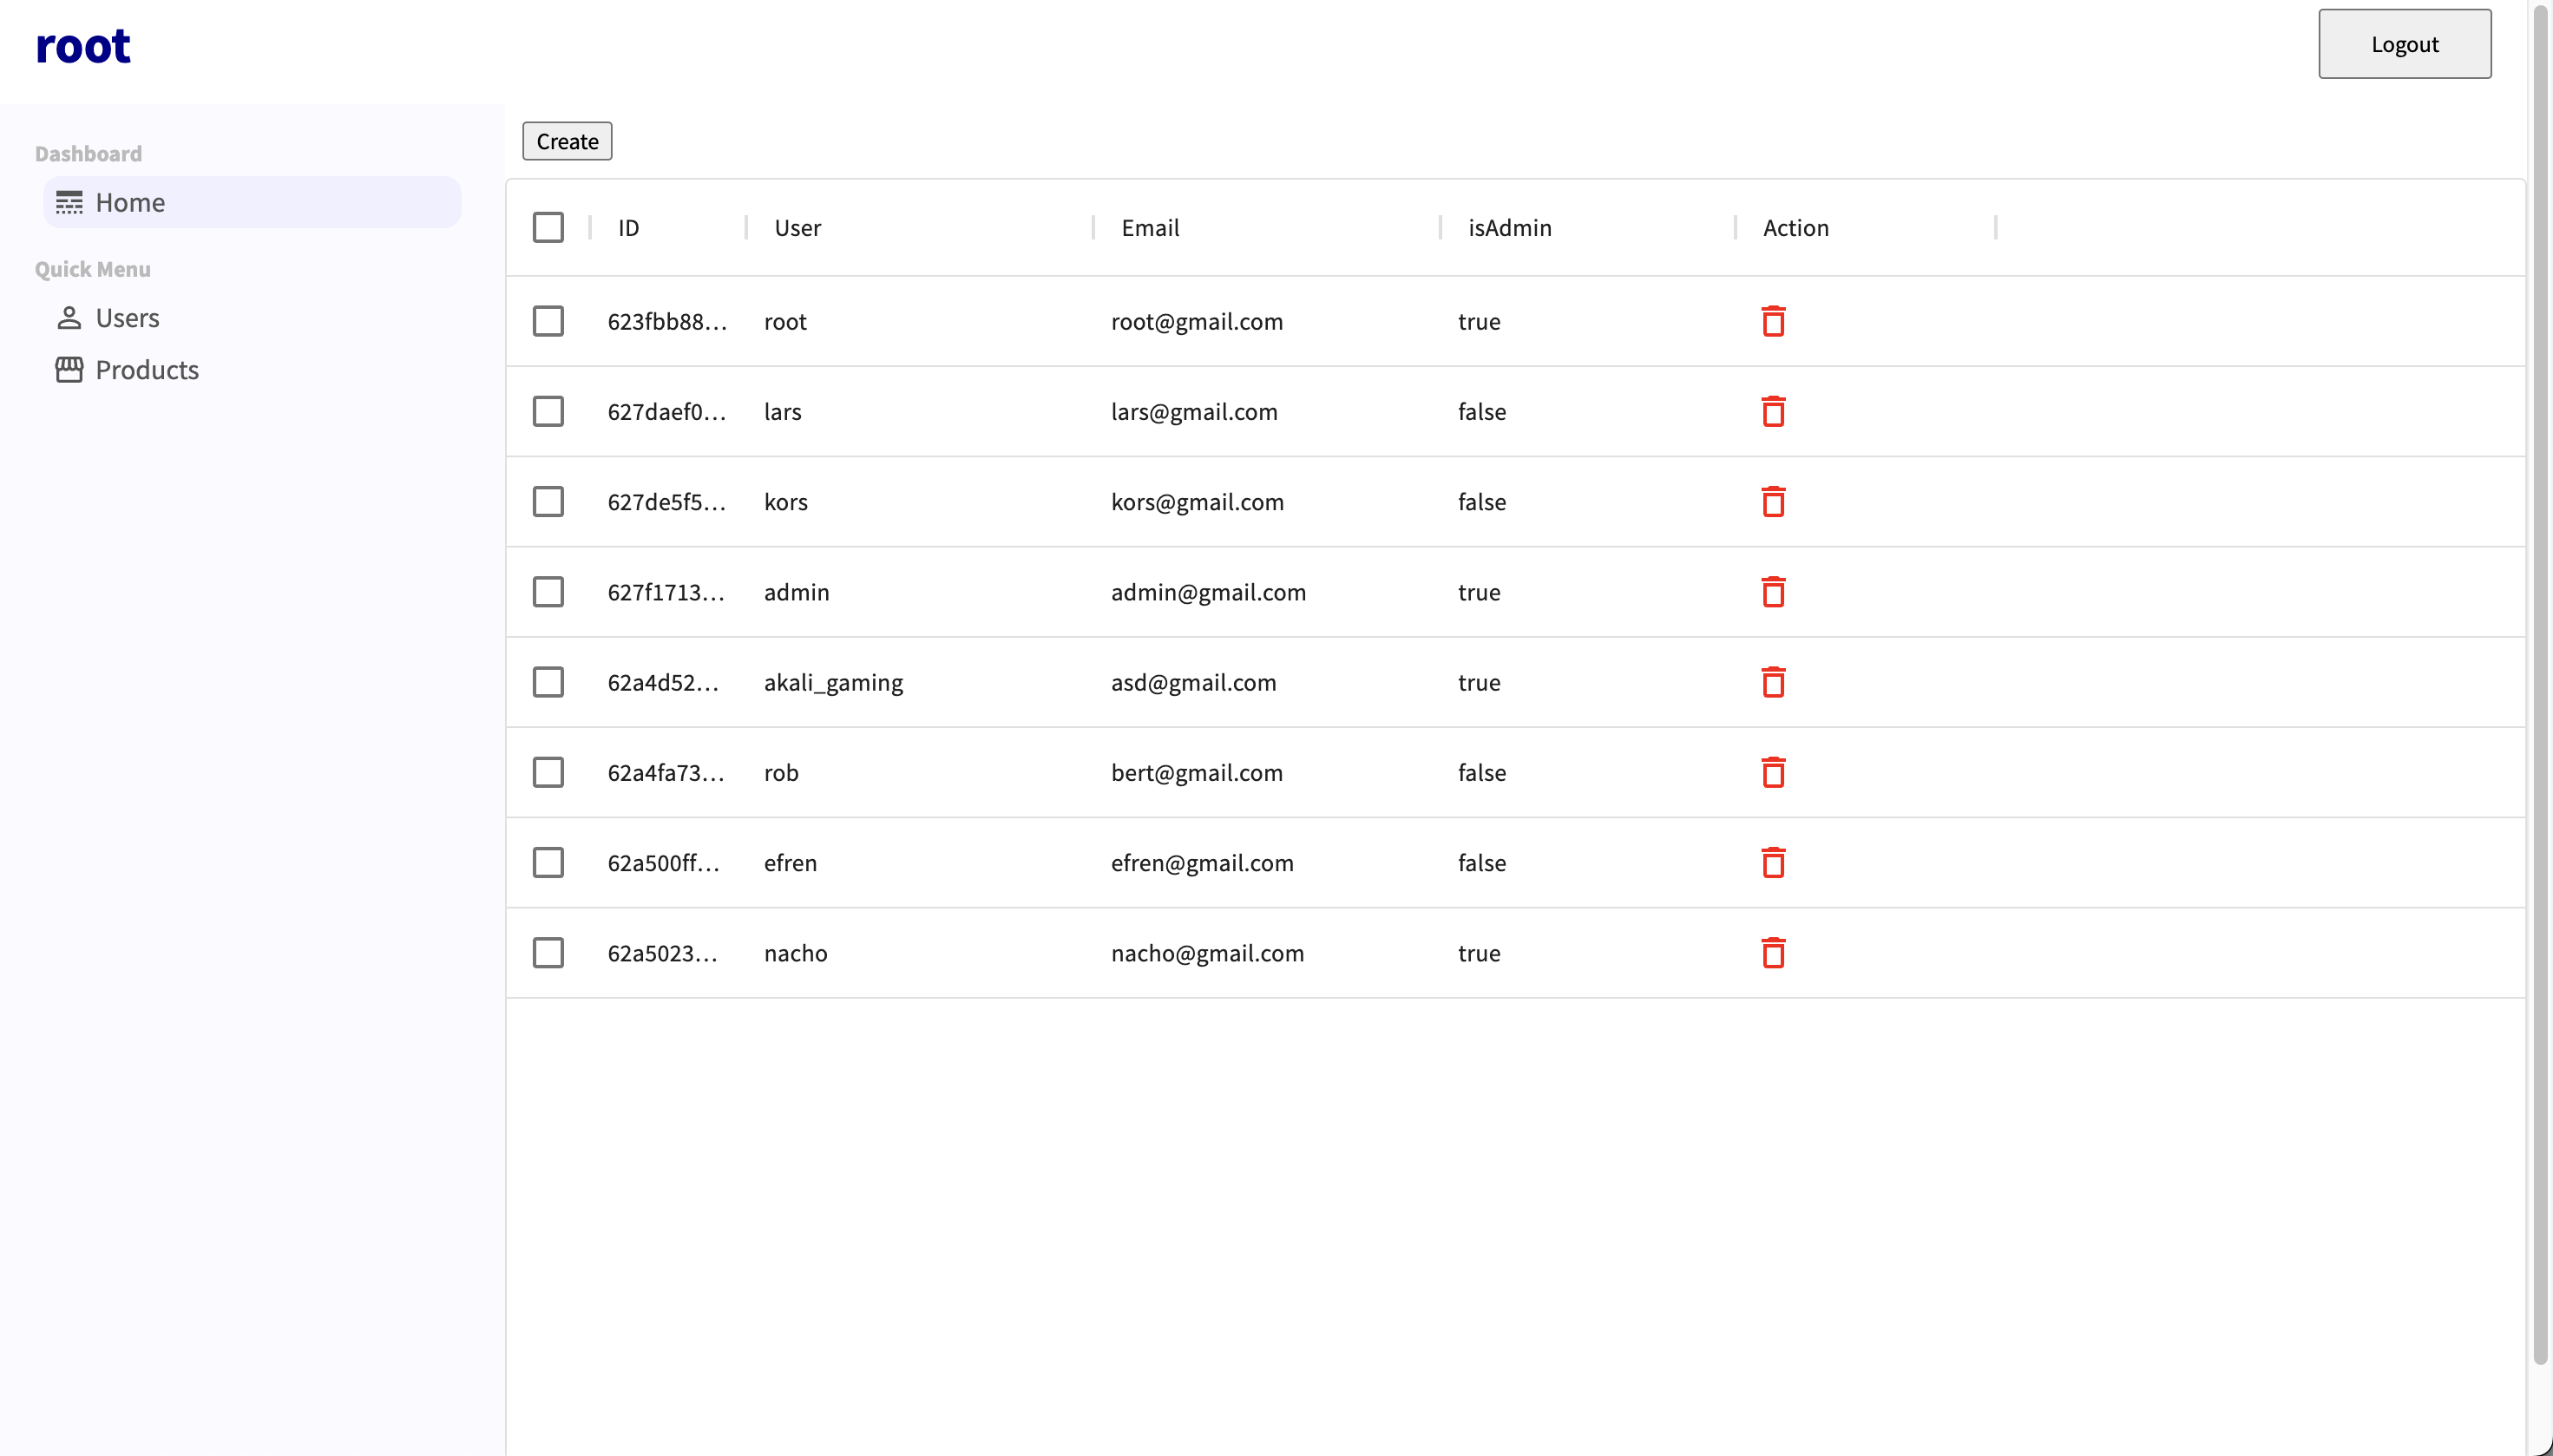 root
Logout
Dashboard
Home
Quick Menu
Users
Products
Create
ID User Email isAdmin Action
623fbb88... root root@gmail.com true
627daef0... lars lars@gmail.com false
627de5f5... kors kors@gmail.com false
627f1713... admin admin@gmail.com true
62a4d52... akali_gaming asd@gmail.com true
62a4fa73... rob bert@gmail.com false
62a500ff... efren efren@gmail.com false
62a5023... nacho nacho@gmail.com true